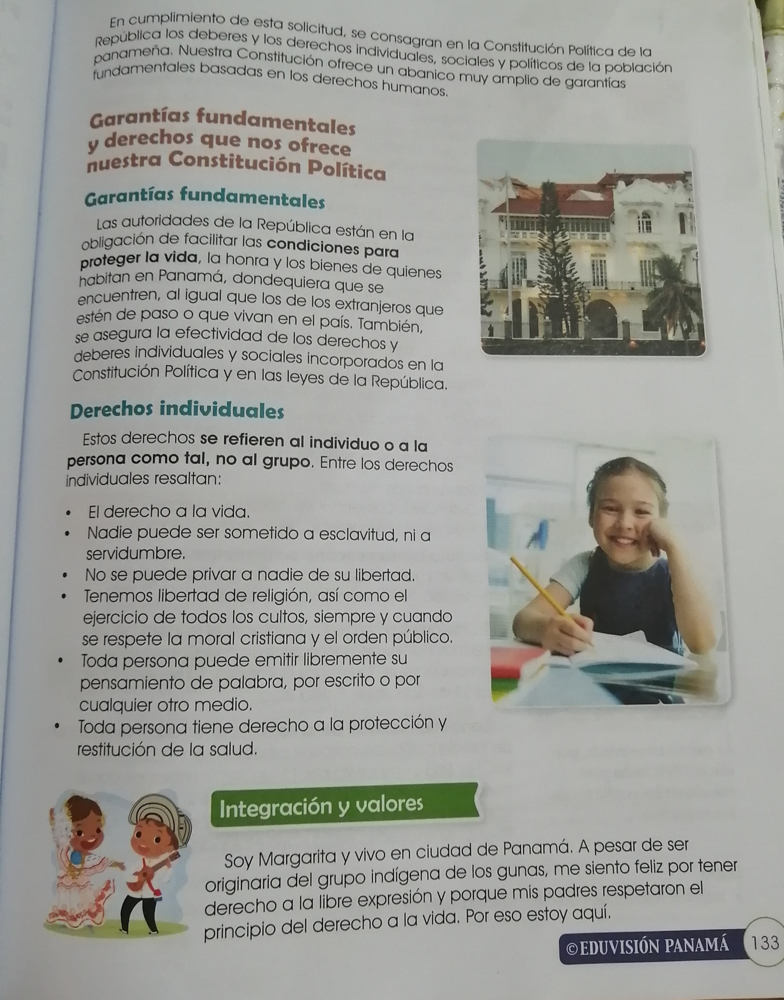 En cumplimiento de esta solicitud, se consagran en la Constitución Política de la
República los deberes y los derechos individuales, sociales y políticos de la población
panameña. Nuestra Constitución ofrece un abanico muy amplio de garantías
fundamentales basadas en los derechos humanos.
Garantías fundamentales
y derechos que nos ofrece
nuestra Constitución Política
Garantías fundamentales
Las autoridades de la República están en la
obligación de facilitar las condiciones para
proteger la vida, la honra y los bienes de quienes
habitan en Panamá, dondequiera que se
encuentren, al igual que los de los extranjeros que
estén de paso o que vivan en el país. También,
se asegura la efectividad de los derechos y
deberes individuales y sociales incorporados en la
Constitución Política y en las leyes de la República.
Derechos individuales
Estos derechos se refieren al individuo o a la
persona como tal, no al grupo. Entre los derechos
individuales resaltan:
• El derecho a la vida.
• Nadie puede ser sometido a esclavitud, ni a
servidumbre.
• No se puede privar a nadie de su libertad.
• Tenemos libertad de religión, así como el
ejercicio de todos los cultos, siempre y cuando
se respete la moral cristiana y el orden público.
• Toda persona puede emitir libremente su
pensamiento de palabra, por escrito o por
cualquier otro medio.
• Toda persona tiene derecho a la protección y
restitución de la salud.
Integración y valores
Soy Margarita y vivo en ciudad de Panamá. A pesar de ser
originaria del grupo indígena de los gunas, me siento feliz por tener
derecho a la libre expresión y porque mis padres respetaron el
principio del derecho a la vida. Por eso estoy aquí.
©EDUVISIÓN PANAMÁ 133